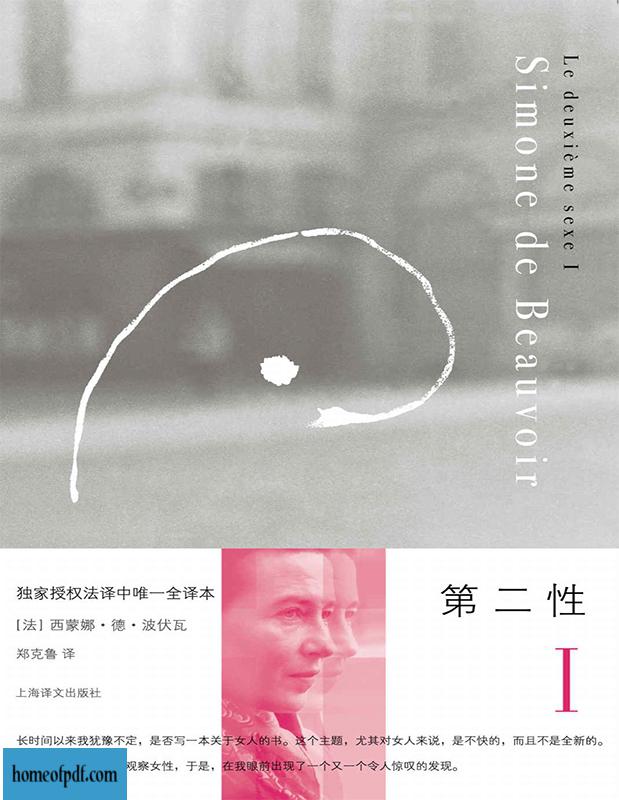 Le deuxième sexe I
Simone de Beauvoir
独家授权法译中唯一全译本
[法] 西蒙娜·德·波伏瓦
郑克鲁 译
上海译文出版社
第二性
I
长时间以来我犹豫不定，是否写一本关于女人的书。这个主题，尤其对女人来说，是不快的，而且不是全新的。
观察女性，于是，在我眼前出现了一个又一个令人惊叹的发现。
homeofpdf.com